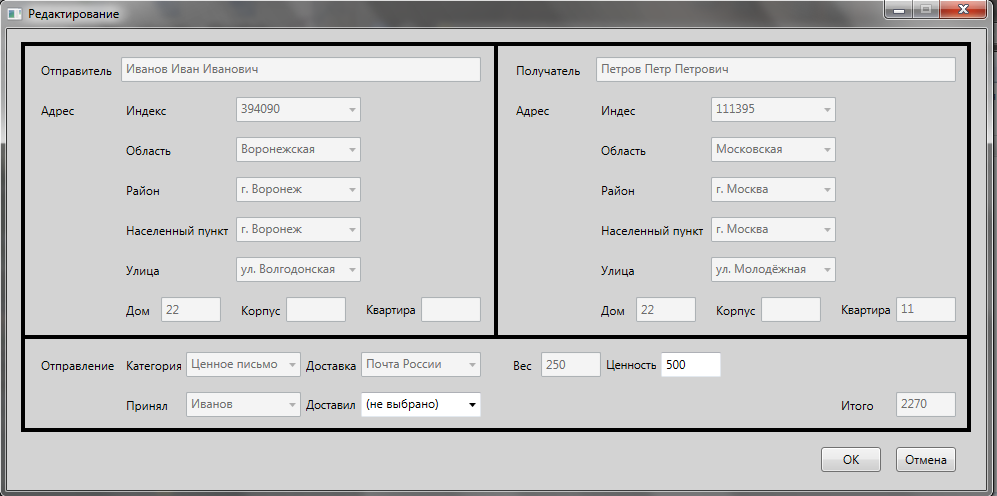 Редактирование
Отправитель Иванов Иван Иванович
Адрес Индекс 394090
Область Воронежская
Район г. Воронеж
Населенный пункт г. Воронеж
Улица ул. Волгодонская
Дом 22 Корпус Квартира
Получатель Петров Петр Петрович
Адрес Индес 111395
Область Московская
Район г. Москва
Населенный пункт г. Москва
Улица ул. Молодёжная
Дом 22 Корпус Квартира 11
Отправление Категория Ценное письмо Доставка Почта России Вес 250 Ценность 500
Принял Иванов Доставил (не выбрано) Итого 2270
ОК Отмена